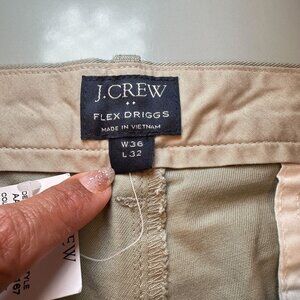 J.CREW
FLEX DRIGGS
MADE IN VIETNAM
W36
L32